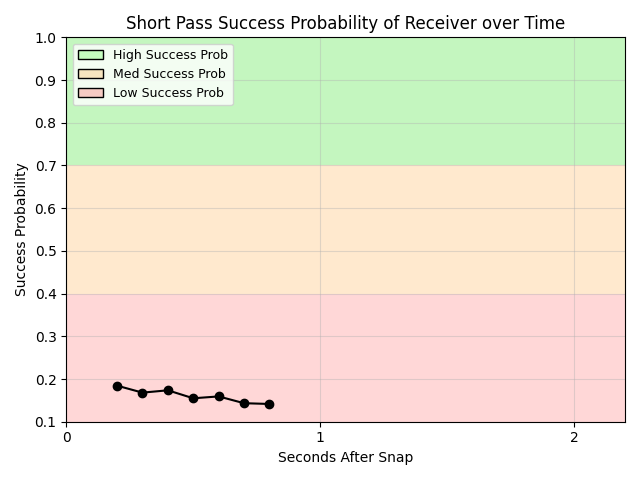 Short Pass Success Probability of Receiver over Time
High Success Prob
Med Success Prob
Low Success Prob
1.0
0.9
0.8
0.7
0.6
0.5
0.4
0.3
0.2
0.1
Success Probability
0
1
2
Seconds After Snap